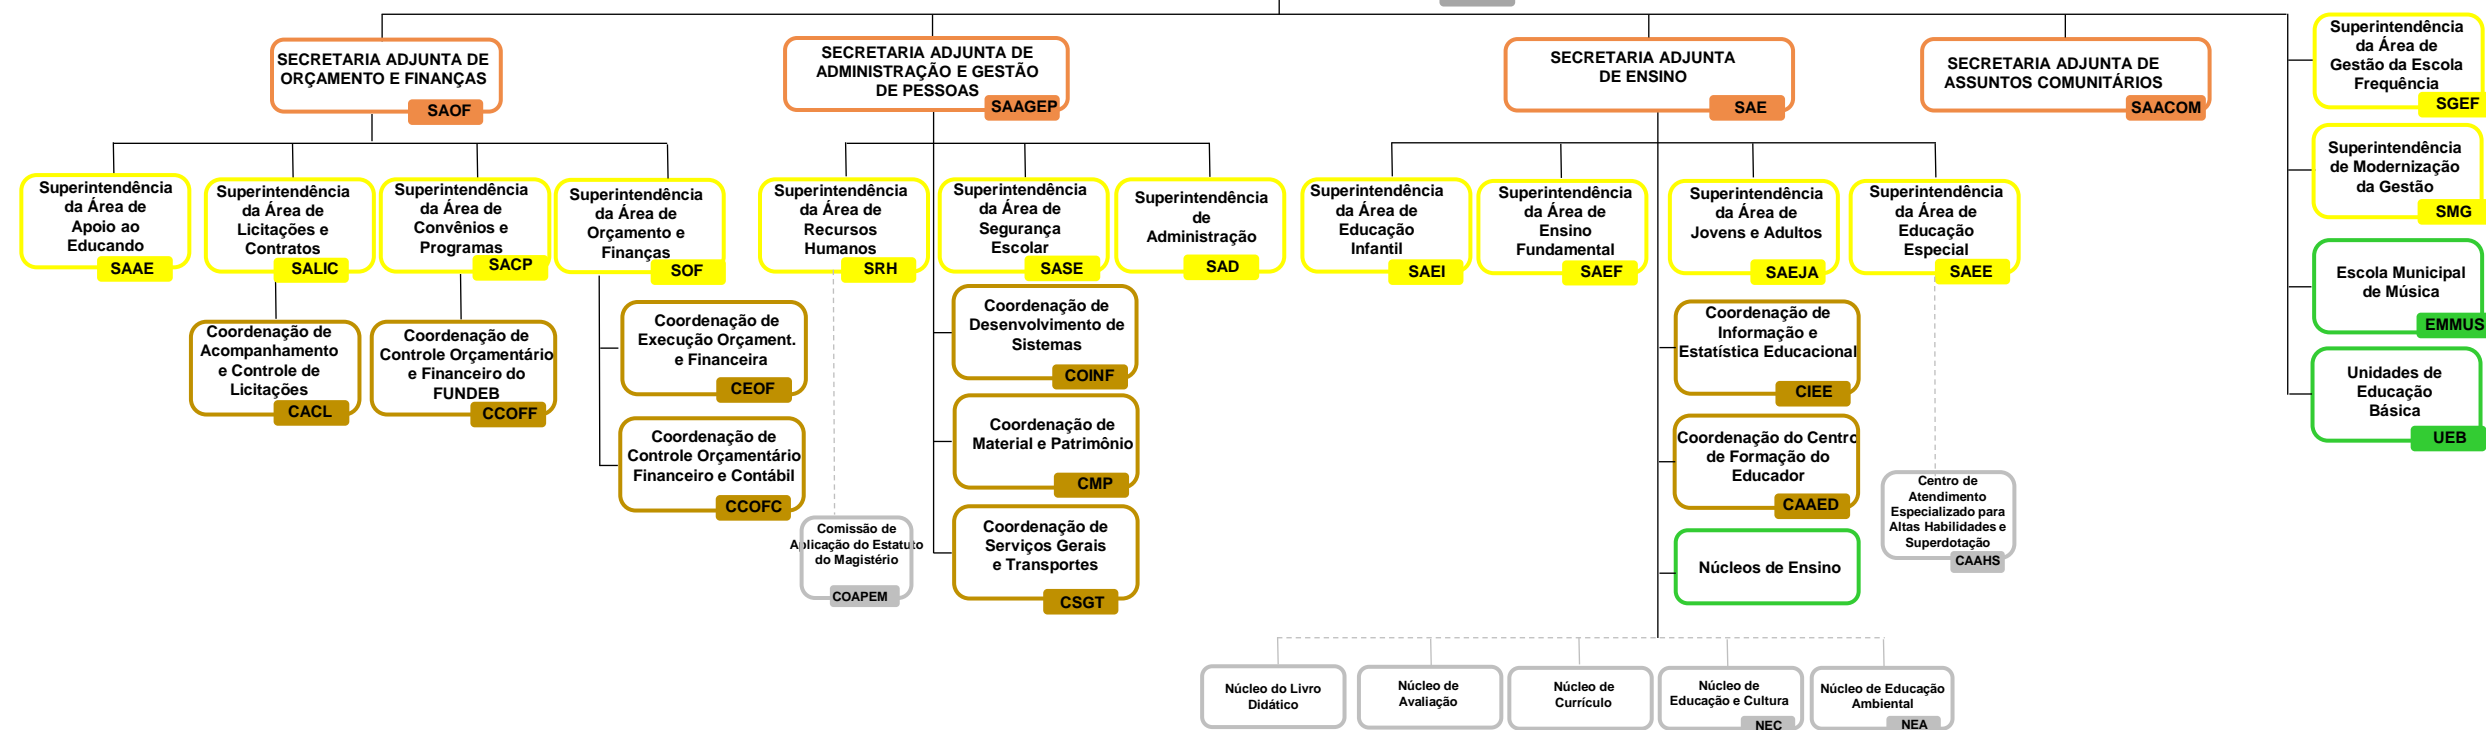 SECRETARIA ADJUNTA DE
ORÇAMENTO E FINANÇAS
SAOF
SECRETARIA ADJUNTA DE
ADMINISTRAÇÃO E GESTÃO
DE PESSOAS
SAAGEP
SECRETARIA ADJUNTA
DE ENSINO
SAE
SECRETARIA ADJUNTA DE
ASSUNTOS COMUNITÁRIOS
SAACOM
Superintendência
da Área de
Gestão da Escola
Frequência
SGEF
Superintendência
de Modernização
da Gestão
SMG
Escola Municipal
de Música
EMMUS
Unidades de
Educação
Básica
UEB
Superintendência
da Área de
Apoio ao
Educando
SAAE
Superintendência
da Área de
Licitações e
Contratos
SALIC
Superintendência
da Área de
Convênios e
Programas
SACP
Superintendência
da Área de
Orçamento e
Finanças
SOF
Superintendência
da Área de
Recursos
Humanos
SRH
Superintendência
da Área de
Segurança
Escolar
SASE
Superintendência
de
Administração
SAD
Superintendência
da Área de
Educação
Infantil
SAEI
Superintendência
da Área de
Ensino
Fundamental
SAEF
Superintendência
da Área de
Jovens e Adultos
SAEJA
Superintendência
da Área de
Educação
Especial
SAEE
Coordenação de
Acompanhamento
e Controle de
Licitações
CACL
Coordenação de
Controle Orçamentário
e Financeiro do
FUNDEB
CCOFF
Coordenação de
Execução Orçament.
e Financeira
CEOF
Coordenação de
Controle Orçamentário
Financeiro e Contábil
CCOFC
Comissão de
Aplicação do Estatuto
do Magistério
COAPEM
Coordenação de
Desenvolvimento de
Sistemas
COINF
Coordenação de
Material e Patrimônio
CMP
Coordenação de
Serviços Gerais
e Transportes
CSGT
Coordenação de
Informação e
Estatística Educacional
CIEE
Coordenação do Centro
de Formação do
Educador
CAAED
Núcleos de Ensino
Centro de
Atendimento
Especializado para
Altas Habilidades e
Superdotação
CAAHS
Núcleo do Livro
Didático
Núcleo de
Avaliação
Núcleo de
Currículo
Núcleo de
Educação e Cultura
NEC
Núcleo de Educação
Ambiental
NEA